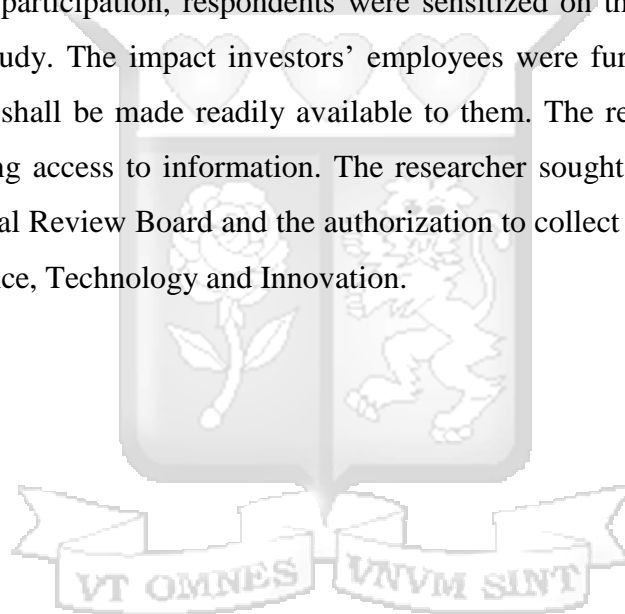 participation, respondents were sensitized on th
udy. The impact investors’ employees were fur
shall be made readily available to them. The re
ng access to information. The researcher sought
al Review Board and the authorization to collect
ce, Technology and Innovation.
VT OMNES VNVM SINT